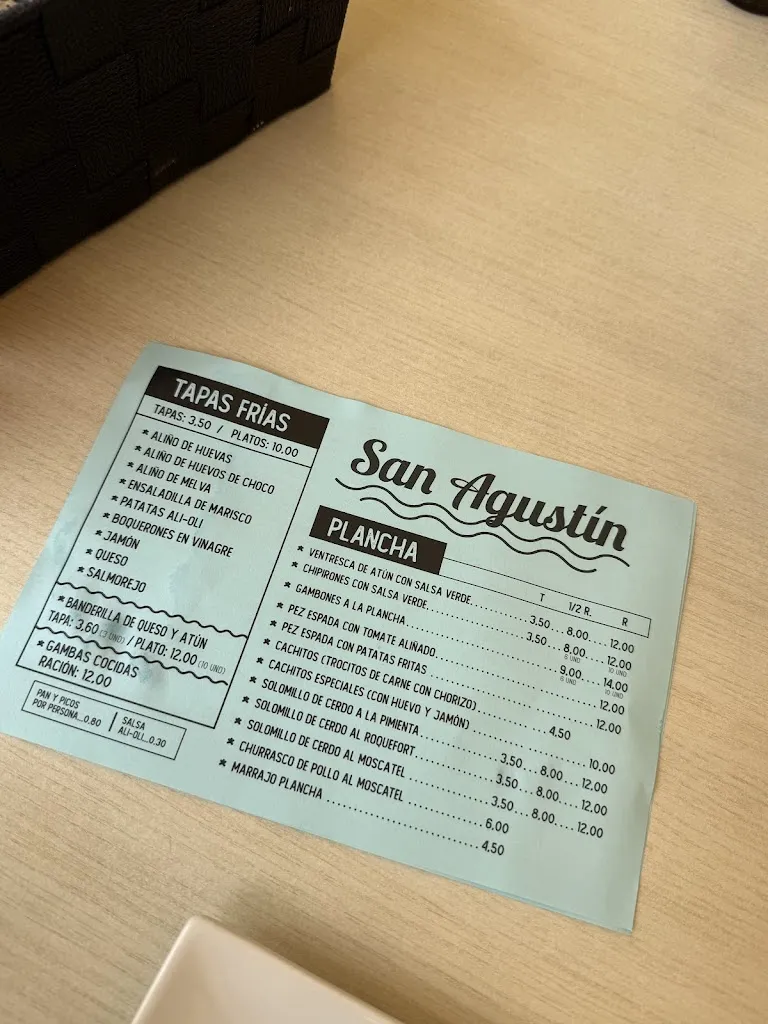 TAPAS FRÍAS
TAPAS: 3.50 / PLATOS: 10.00
* ALIÑO DE HUEVAS
* ALIÑO DE HUEVOS DE CHOCO
* ALIÑO DE MELVA
* ENSALADILLA DE MARISCO
* PATATAS ALI-OLI
* BOQUERONES EN VINAGRE
* JAMÓN
* QUESO
* SALMOREJO
* BANDERILLA DE QUESO Y ATÚN
TAPA: 3.60 (3 UND) / PLATO: 12.00 (10 UND)
* GAMBAS COCIDAS
RACIÓN: 12.00
PAN Y PICOS
POR PERSONA...0.80
SALSA
ALI-OLI...0.30
San Agustín
PLANCHA
T 1/2 R. R
* VENTRESCA DE ATÚN CON SALSA VERDE 3.50 8.00 12.00
* CHIPIRONES CON SALSA VERDE 3.50 8.00 12.00
6 UND 10 UND
* GAMBONES A LA PLANCHA 9.00 14.00
6 UND 10 UND
* PEZ ESPADA CON TOMATE ALIÑADO 12.00
* PEZ ESPADA CON PATATAS FRITAS 12.00
* CACHITOS (TROCITOS DE CARNE CON CHORIZO) 4.50
* CACHITOS ESPECIALES (CON HUEVO Y JAMÓN) 10.00
* SOLOMILLO DE CERDO A LA PIMIENTA 3.50 8.00 12.00
* SOLOMILLO DE CERDO AL ROQUEFORT 3.50 8.00 12.00
* SOLOMILLO DE CERDO AL MOSCATEL 3.50 8.00 12.00
* CHURRASCO DE POLLO AL MOSCATEL 6.00
* MARRAJO PLANCHA 4.50